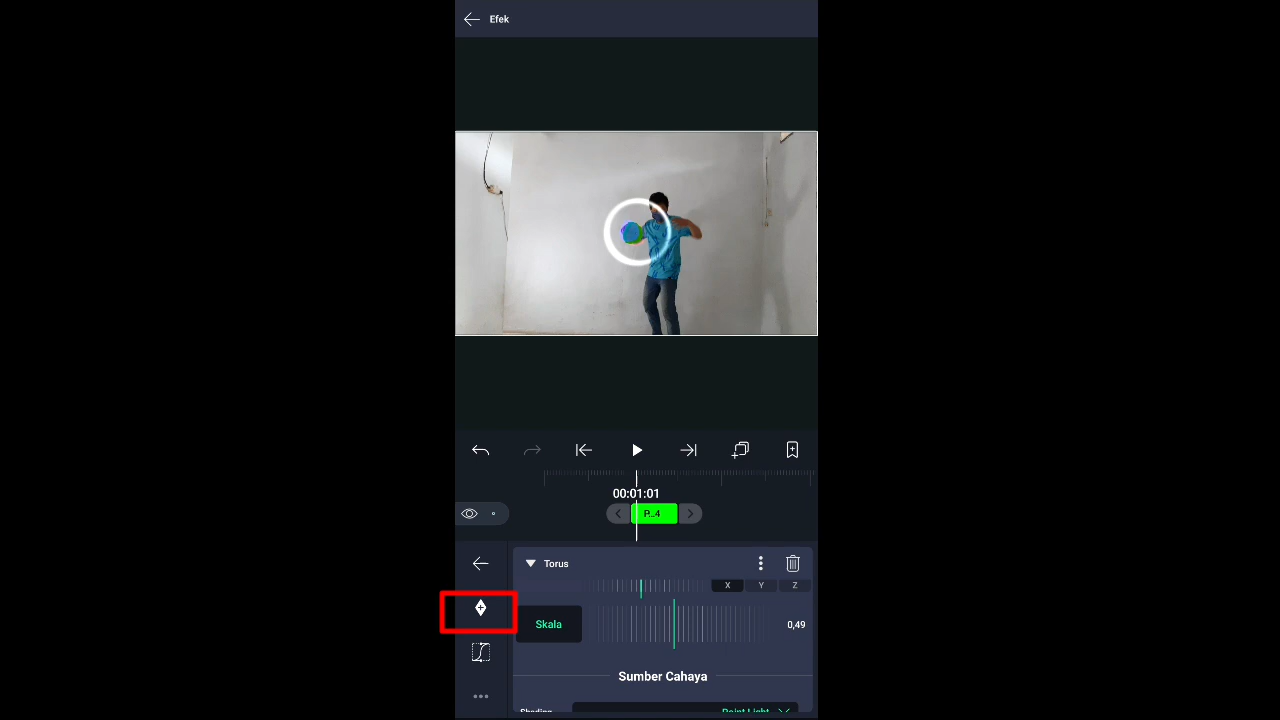 Efek
00:01:01
P...4
Torus
X Y Z
Skala
0,49
Sumber Cahaya
Shading Point Light